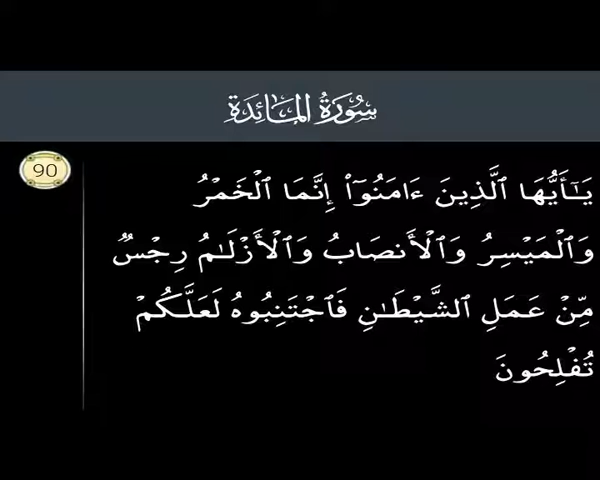 سُورَةُ المَائِدَةِ
90
يَـٰٓأَيُّهَا ٱلَّذِينَ ءَامَنُوٓا۟ إِنَّمَا ٱلْخَمْرُ
وَٱلْمَيْسِرُ وَٱلْأَنصَابُ وَٱلْأَزْلَـٰمُ رِجْسٌ
مِّنْ عَمَلِ ٱلشَّيْطَـٰنِ فَٱجْتَنِبُوهُ لَعَلَّكُمْ
تُفْلِحُونَ